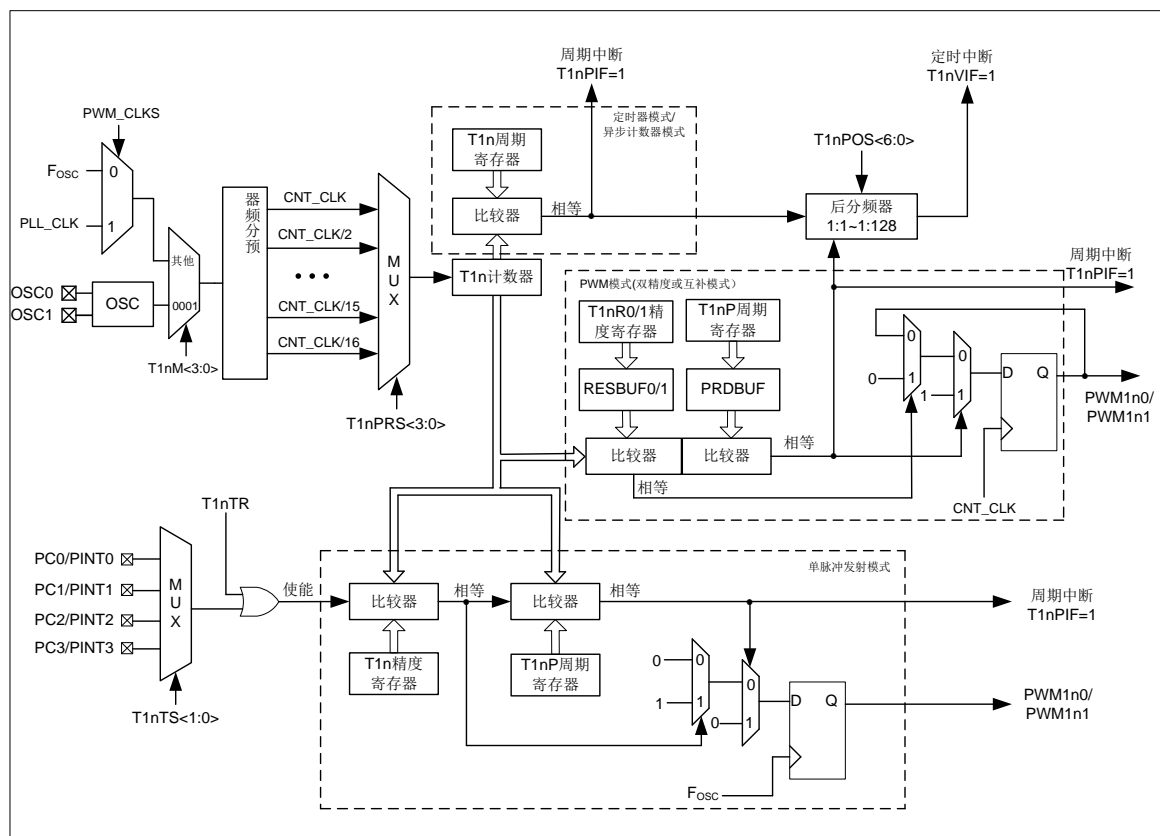 周期中断
T1nPIF=1
定时中断
T1nVIF=1
PWM_CLKS
FOSC
0
PLL_CLK
1
OSC0
OSC1
OSC
其他
0001
T1nM<3:0>
器频分预
CNT_CLK
CNT_CLK/2
•••
CNT_CLK/15
CNT_CLK/16
MUX
T1nPRS<3:0>
定时器模式/
异步计数器模式
T1n周期
寄存器
比较器
相等
T1n计数器
T1nPOS<6:0>
后分频器
1:1~1:128
周期中断
T1nPIF=1
PWM模式(双精度或互补模式)
T1nR0/1精
度寄存器
T1nP周期
寄存器
RESBUF0/1
PRDBUF
比较器
比较器
相等
相等
0
0
1
0
1
1
D
Q
CNT_CLK
PWM1n0/
PWM1n1
T1nTR
PC0/PINT0
PC1/PINT1
PC2/PINT2
PC3/PINT3
MUX
T1nTS<1:0>
使能
单脉冲发射模式
比较器
相等
比较器
相等
T1n精度
寄存器
T1nP周期
寄存器
周期中断
T1nPIF=1
0
0
1
1
0
0
1
D
Q
FOSC
PWM1n0/
PWM1n1